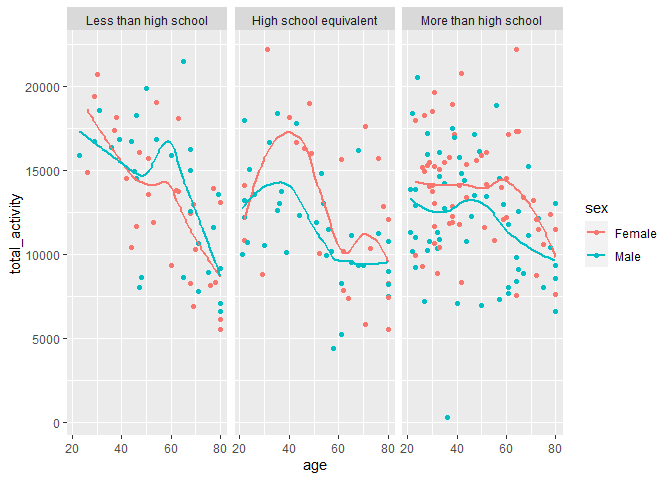 Less than high school
High school equivalent
More than high school
20000
15000
10000
5000
0
total_activity
20 40 60 80
20 40 60 80
20 40 60 80
age
sex
Female
Male